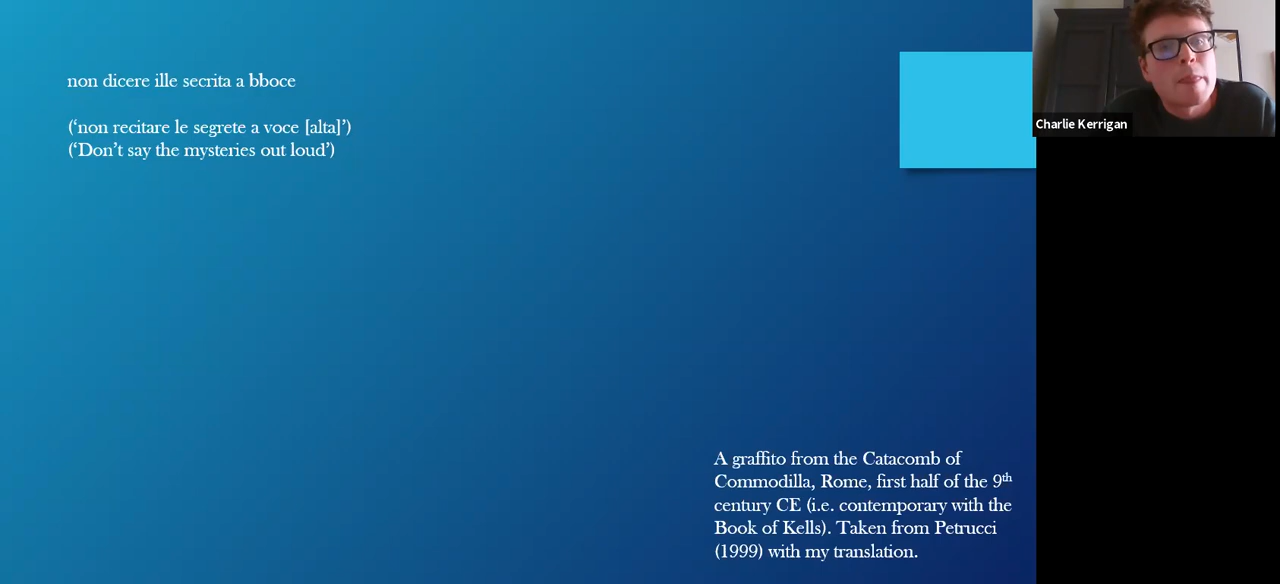 non dicere ille secrita a bboce
(‘non recitare le segrete a voce [alta]’)
(‘Don’t say the mysteries out loud’)
Charlie Kerrigan
A graffito from the Catacomb of
Commodilla, Rome, first half of the 9th
century CE (i.e. contemporary with the
Book of Kells). Taken from Petrucci
(1999) with my translation.